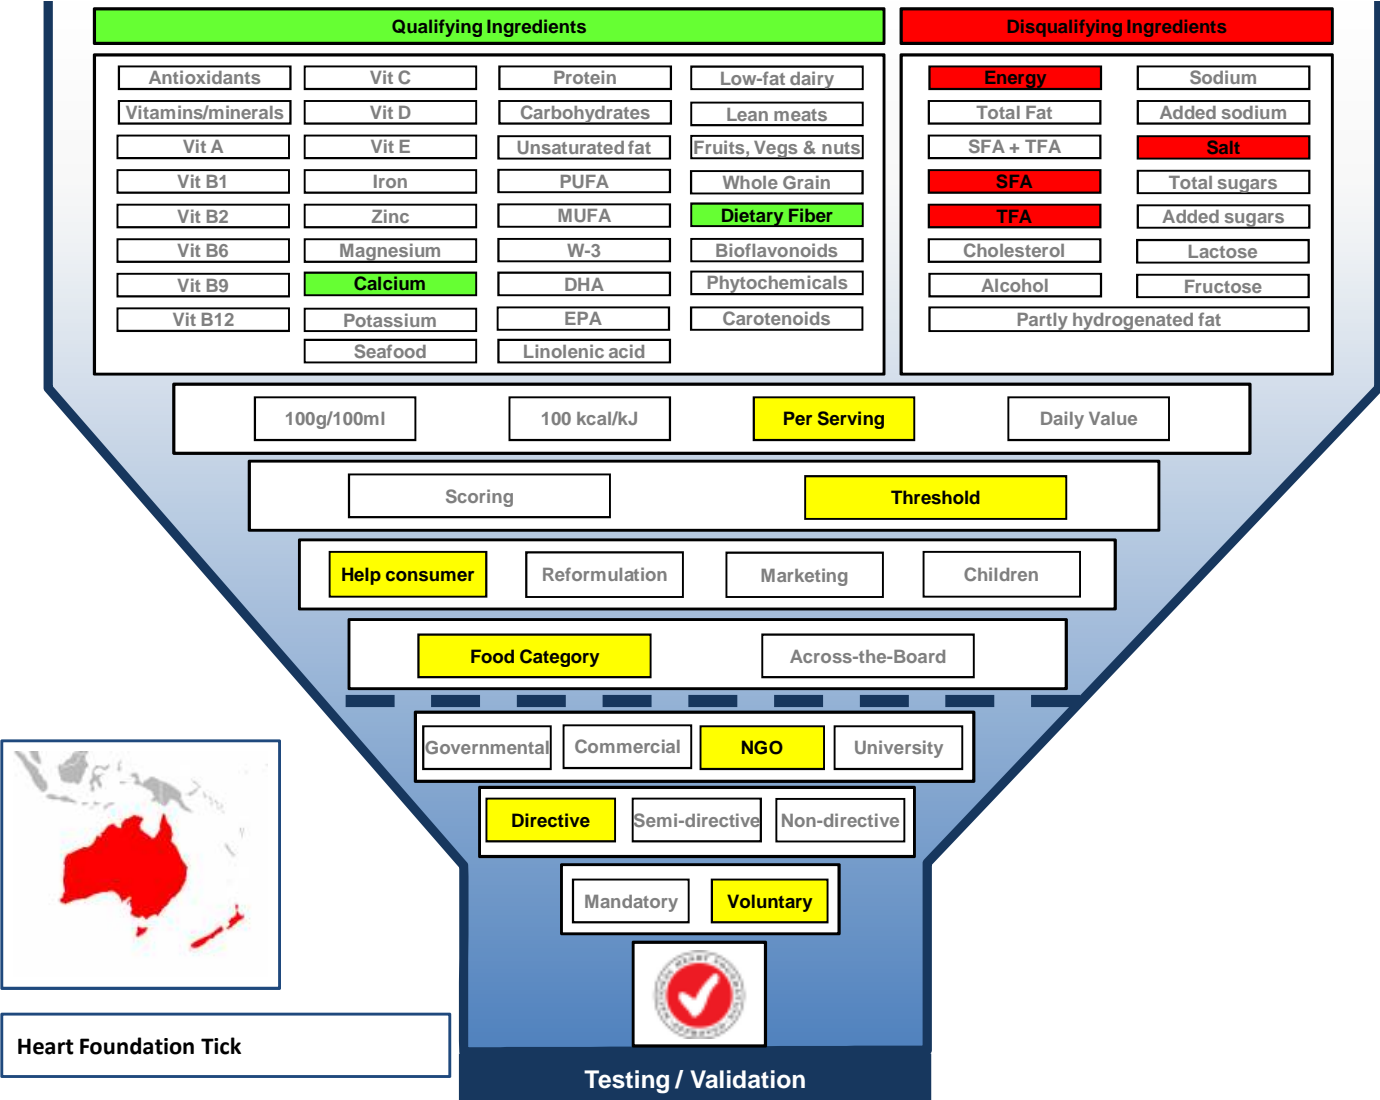 Qualifying Ingredients
Disqualifying Ingredients
Antioxidants
Vit C
Protein
Low-fat dairy
Energy
Sodium
Vitamins/minerals
Vit D
Carbohydrates
Lean meats
Total Fat
Added sodium
Vit A
Vit E
Unsaturated fat
Fruits, Vegs & nuts
SFA + TFA
Salt
Vit B1
Iron
PUFA
Whole Grain
SFA
Total sugars
Vit B2
Zinc
MUFA
Dietary Fiber
TFA
Added sugars
Vit B6
Magnesium
W-3
Bioflavonoids
Cholesterol
Lactose
Vit B9
Calcium
DHA
Phytochemicals
Alcohol
Fructose
Vit B12
Potassium
EPA
Carotenoids
Partly hydrogenated fat
Seafood
Linolenic acid
100g/100ml
100 kcal/kJ
Per Serving
Daily Value
Scoring
Threshold
Help consumer
Reformulation
Marketing
Children
Food Category
Across-the-Board
Governmental
Commercial
NGO
University
Directive
Semi-directive
Non-directive
Mandatory
Voluntary
Heart Foundation Tick
Testing / Validation